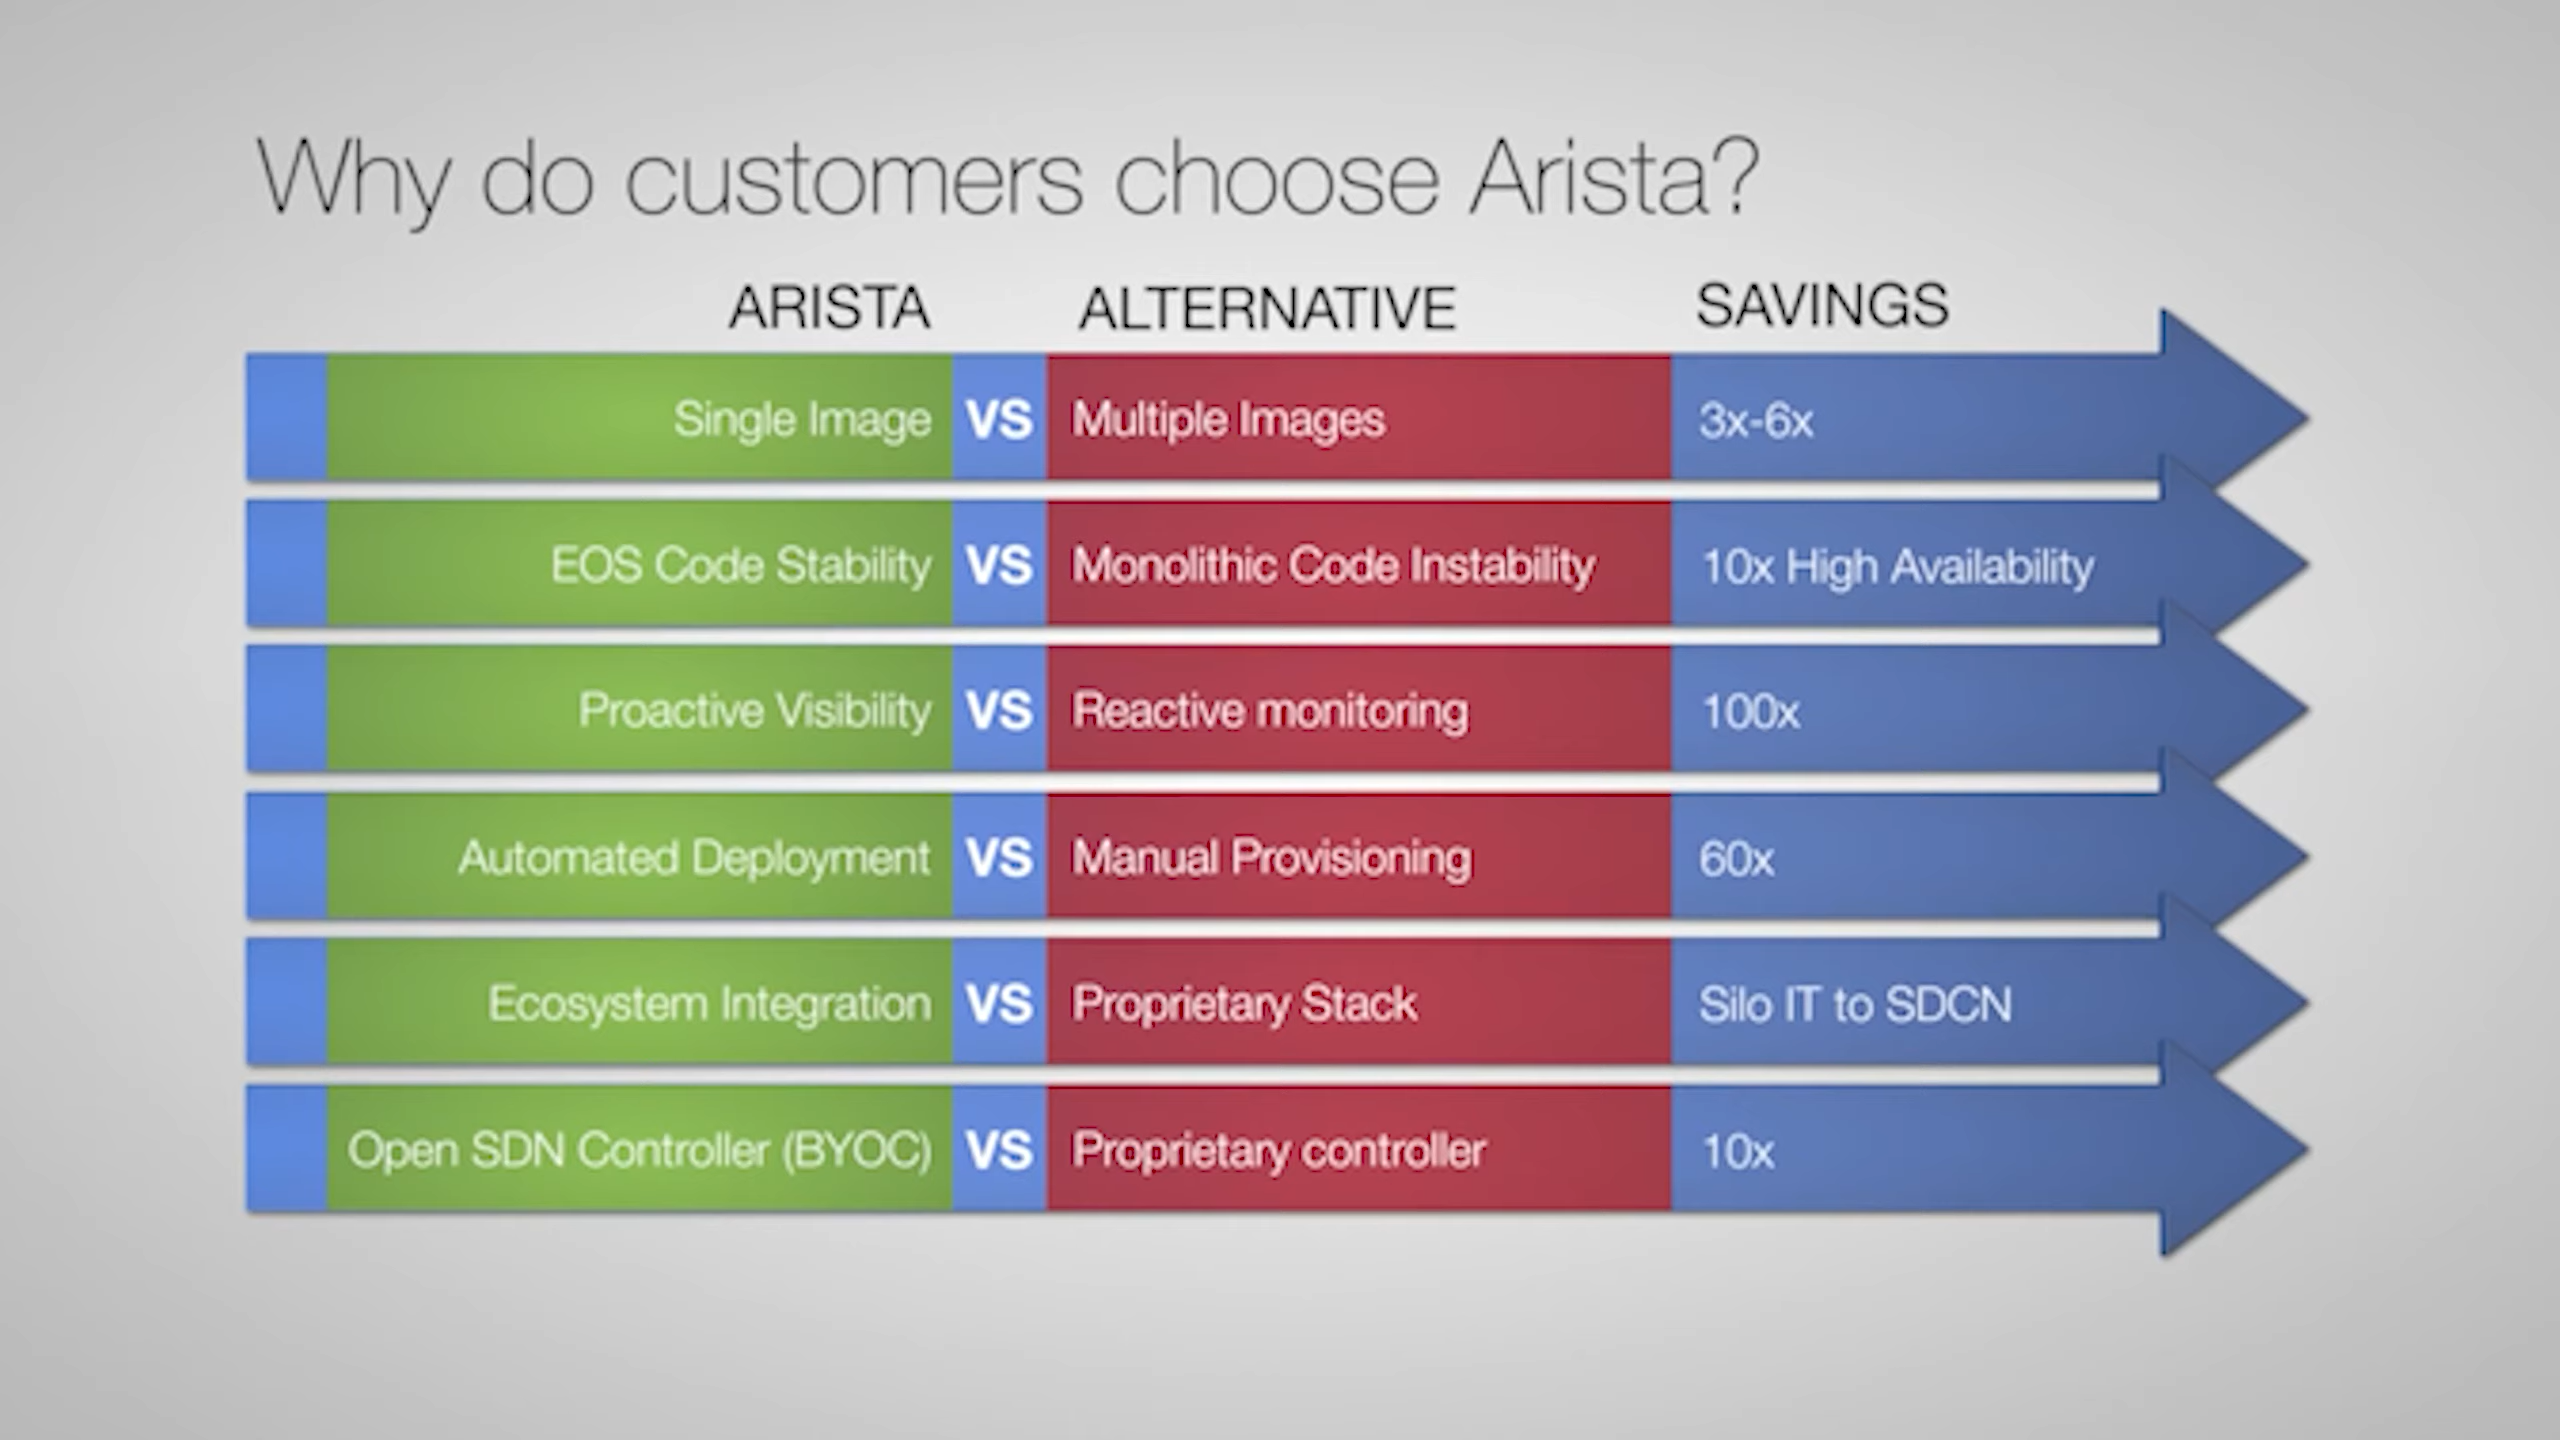 Why do customers choose Arista?
ARISTA ALTERNATIVE SAVINGS
Single Image VS Multiple Images 3x-6x
EOS Code Stability VS Monolithic Code Instability 10x High Availability
Proactive Visibility VS Reactive monitoring 100x
Automated Deployment VS Manual Provisioning 60x
Ecosystem Integration VS Proprietary Stack Silo IT to SDCN
Open SDN Controller (BYOC) VS Proprietary controller 10x